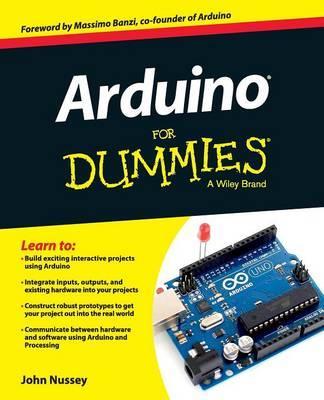 Foreword by Massimo Banzi, co-founder of Arduino
Arduino®
FOR
DUMMIES®
A Wiley Brand
Learn to:
• Build exciting interactive projects
using Arduino
• Integrate inputs, outputs, and
existing hardware into your projects
• Construct robust prototypes to get
your project out into the real world
• Communicate between hardware
and software using Arduino and
Processing
John Nussey
UNO
ARDUINO